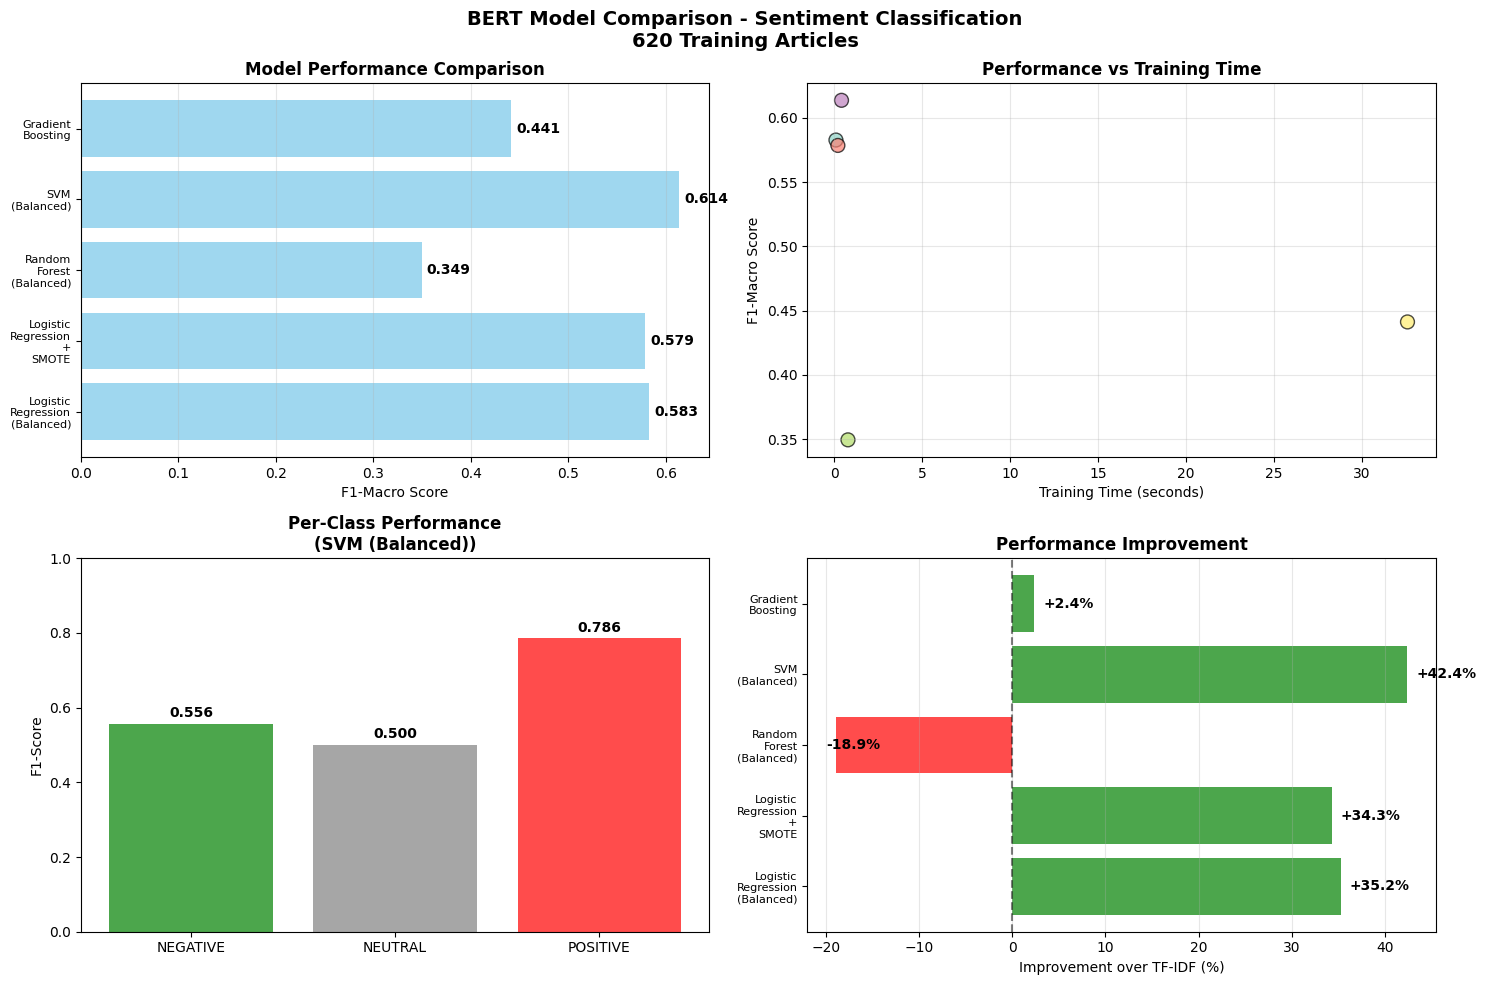 BERT Model Comparison - Sentiment Classification
620 Training Articles
Model Performance Comparison
Gradient
Boosting
0.441
SVM
(Balanced)
0.614
Random
Forest
(Balanced)
0.349
Logistic
Regression
+
SMOTE
0.579
Logistic
Regression
(Balanced)
0.583
0.0 0.1 0.2 0.3 0.4 0.5 0.6
F1-Macro Score
Performance vs Training Time
F1-Macro Score
0.60
0.55
0.50
0.45
0.40
0.35
0 5 10 15 20 25 30
Training Time (seconds)
Per-Class Performance
(SVM (Balanced))
F1-Score
1.0
0.8
0.6
0.4
0.2
0.0
0.556
0.500
0.786
NEGATIVE NEUTRAL POSITIVE
Performance Improvement
Gradient
Boosting
+2.4%
SVM
(Balanced)
+42.4%
Random
Forest
(Balanced)
-18.9%
Logistic
Regression
+
SMOTE
+34.3%
Logistic
Regression
(Balanced)
+35.2%
−20 −10 0 10 20 30 40
Improvement over TF-IDF (%)